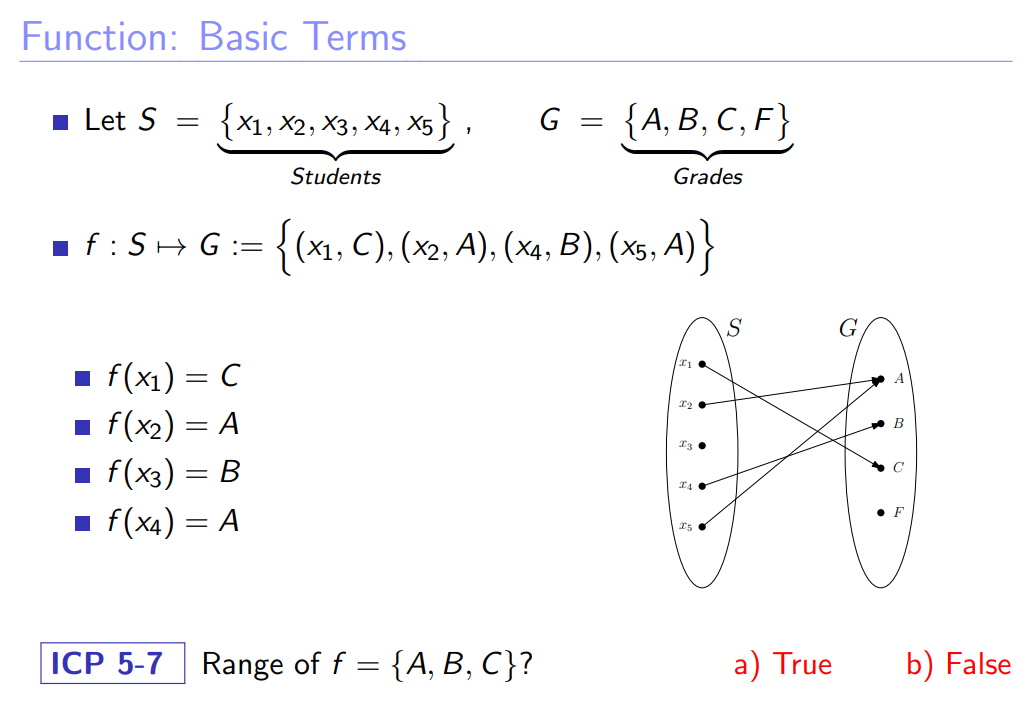 Function: Basic Terms
Let S = {x₁, x₂, x₃, x₄, x₅} , G = {A, B, C, F}
Students Grades
f : S ↦ G := {(x₁, C), (x₂, A), (x₄, B), (x₅, A)}
f(x₁) = C
f(x₂) = A
f(x₃) = B
f(x₄) = A
S G
x₁
x₂
x₃
x₄
x₅
A
B
C
F
ICP 5-7 Range of f = {A, B, C}? a) True b) False